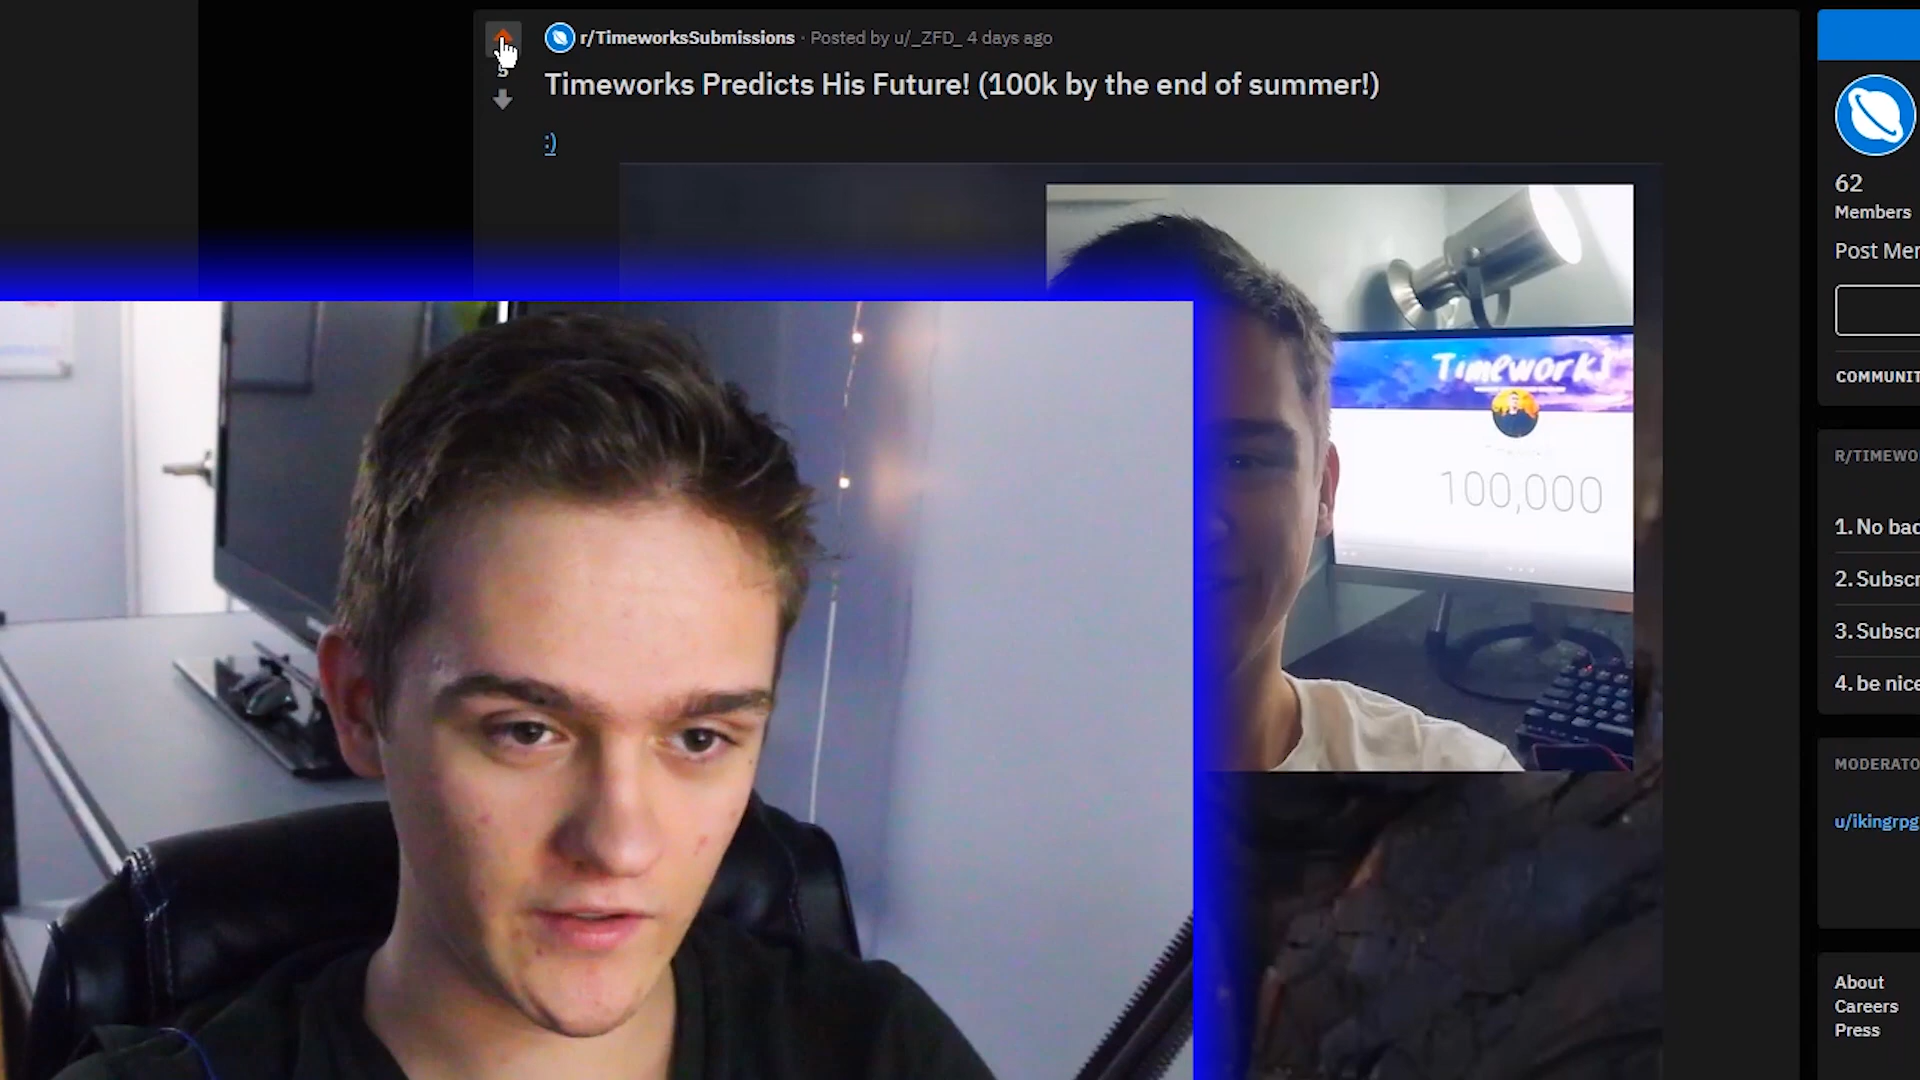 r/TimeworksSubmissions · Posted by u/_ZFD_ 4 days ago
5
Timeworks Predicts His Future! (100k by the end of summer!)
:)
Timeworks
100,000
62
Members
Post Mer
COMMUNIT
R/TIMEWO
1. No bac
2. Subscr
3. Subscr
4. be nice
MODERATO
u/ikingrpg
About
Careers
Press